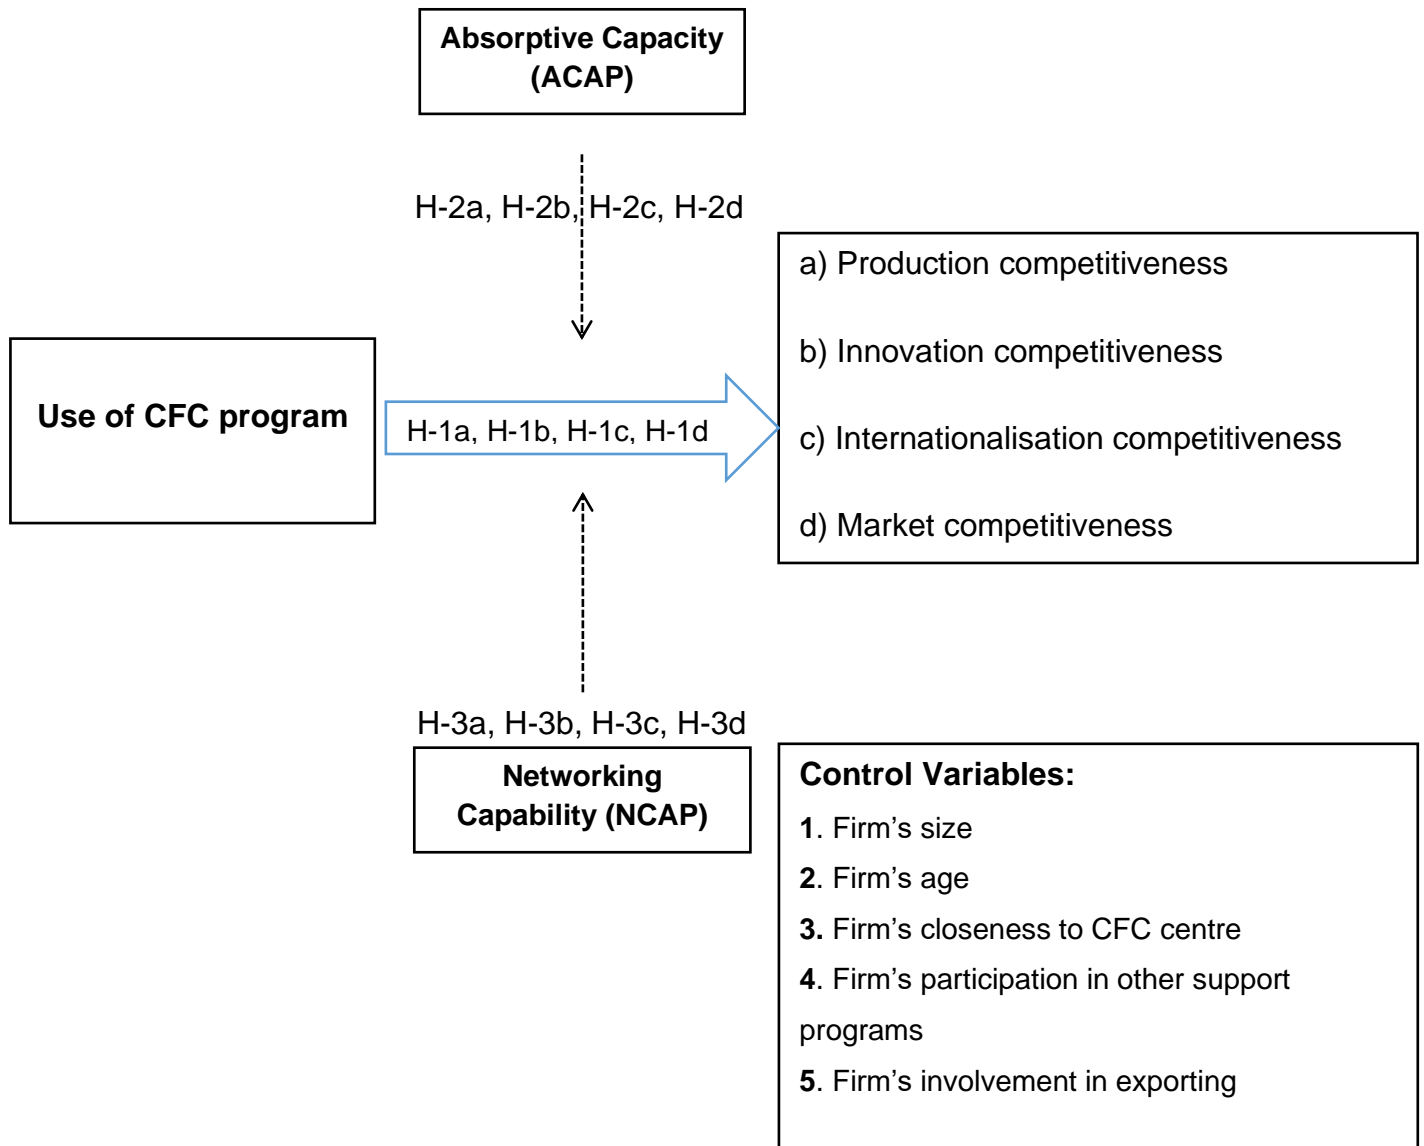 Absorptive Capacity
(ACAP)
H-2a, H-2b, H-2c, H-2d
a) Production competitiveness
b) Innovation competitiveness
Use of CFC program
H-1a, H-1b, H-1c, H-1d
c) Internationalisation competitiveness
d) Market competitiveness
H-3a, H-3b, H-3c, H-3d
Networking
Capability (NCAP)
Control Variables:
1. Firm’s size
2. Firm’s age
3. Firm’s closeness to CFC centre
4. Firm’s participation in other support
programs
5. Firm’s involvement in exporting